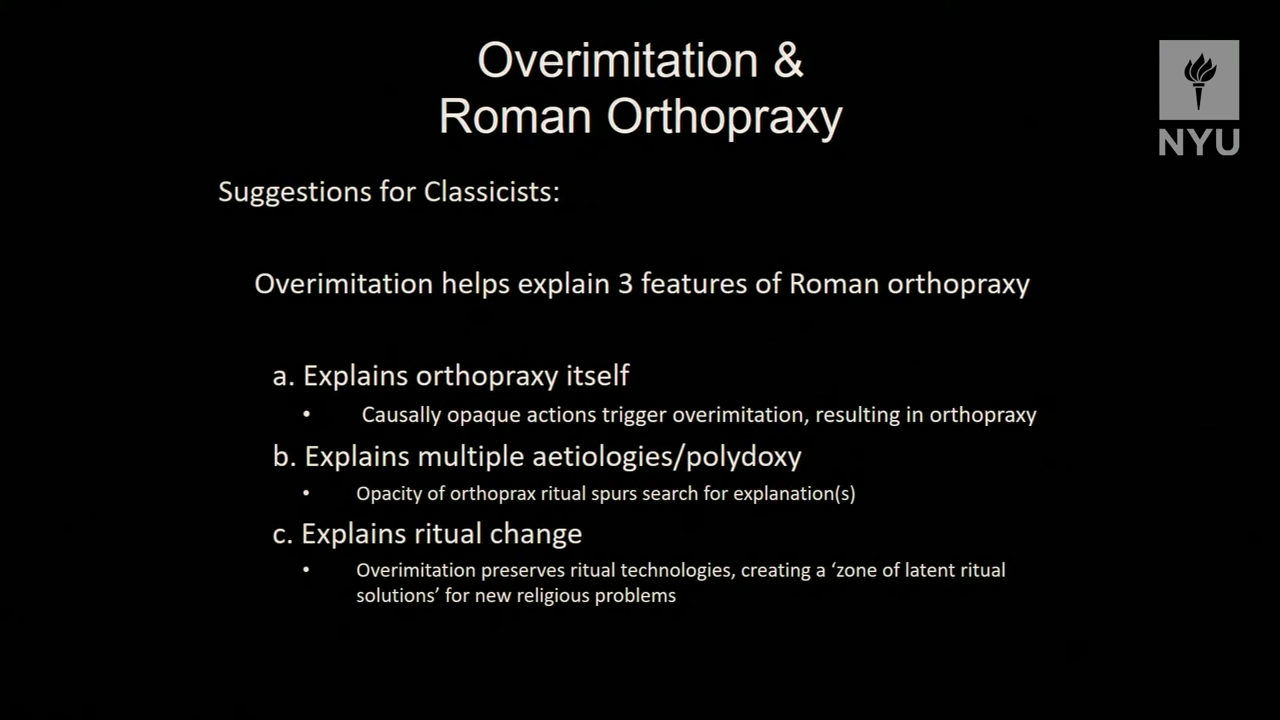 Overimitation &
Roman Orthopraxy
NYU
Suggestions for Classicists:
Overimitation helps explain 3 features of Roman orthopraxy
a. Explains orthopraxy itself
• Causally opaque actions trigger overimitation, resulting in orthopraxy
b. Explains multiple aetiologies/polydoxy
• Opacity of orthoprax ritual spurs search for explanation(s)
c. Explains ritual change
• Overimitation preserves ritual technologies, creating a ‘zone of latent ritual
solutions’ for new religious problems